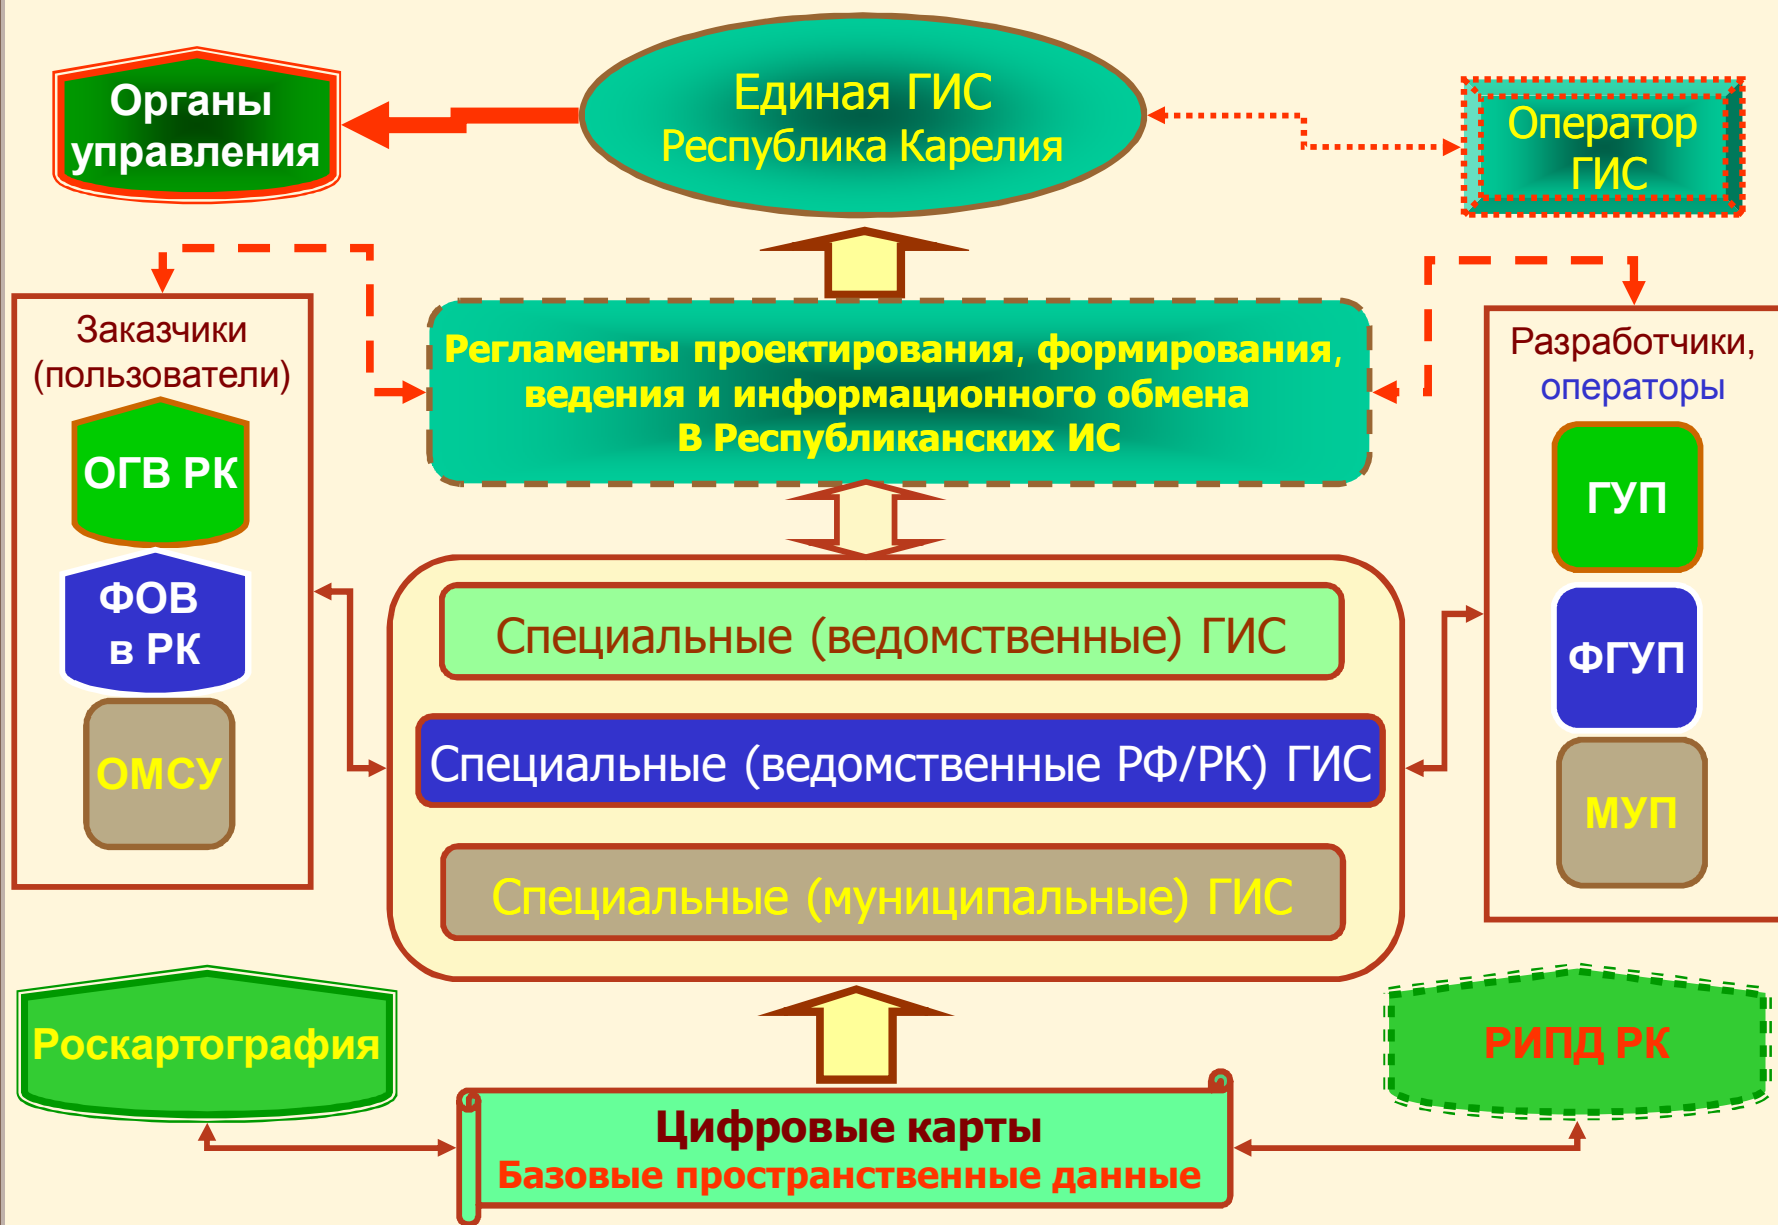 Органы
управления
Единая ГИС
Республика Карелия
Оператор
ГИС
Заказчики
(пользователи)
ОГВ РК
ФОВ
в РК
ОМСУ
Регламенты проектирования, формирования,
ведения и информационного обмена
В Республиканских ИС
Разработчики,
операторы
ГУП
ФГУП
МУП
Специальные (ведомственные) ГИС
Специальные (ведомственные РФ/РК) ГИС
Специальные (муниципальные) ГИС
Роскартография
РИПД РК
Цифровые карты
Базовые пространственные данные